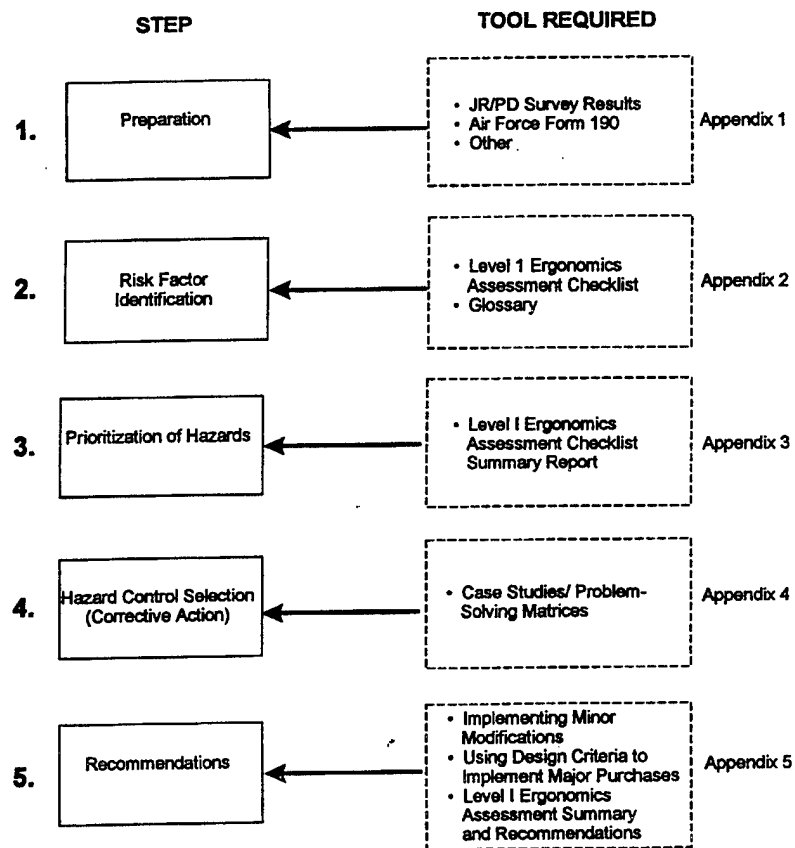 STEP
TOOL REQUIRED
1.
Preparation
• JR/PD Survey Results
• Air Force Form 190
• Other
Appendix 1
2.
Risk Factor
Identification
• Level 1 Ergonomics
Assessment Checklist
• Glossary
Appendix 2
3.
Prioritization of Hazards
• Level I Ergonomics
Assessment Checklist
Summary Report
Appendix 3
4.
Hazard Control Selection
(Corrective Action)
• Case Studies/ Problem-
Solving Matrices
Appendix 4
5.
Recommendations
• Implementing Minor
Modifications
• Using Design Criteria to
Implement Major Purchases
• Level I Ergonomics
Assessment Summary
and Recommendations
Appendix 5